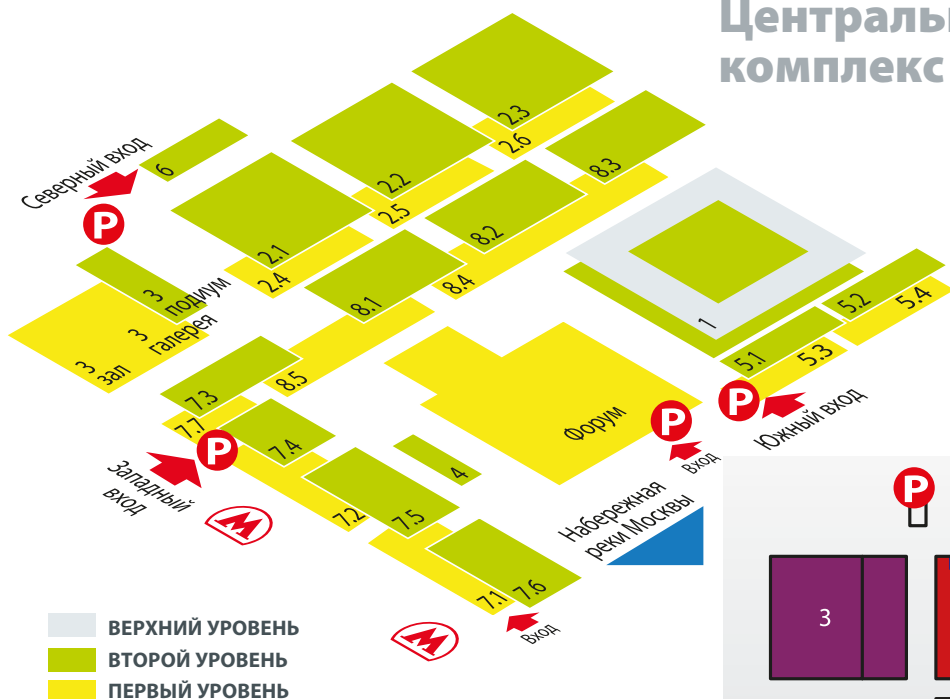 Центральн
комплекс
2.3
2.6
8.3
Северный вход
6
2.2
2.5
8.2
P
2.1
2.4
8.4
3
подиум
8.1
3
галерея
1
5.2
5.4
3
зал
5.1
5.3
8.5
7.3
7.7
P
Форум
P
Южный вход
7.4
P
Вход
4
Западный
вход
М
7.2
7.5
Набережная
реки Москвы
P
7.1
7.6
Вход
М
3
ВЕРХНИЙ УРОВЕНЬ
ВТОРОЙ УРОВЕНЬ
ПЕРВЫЙ УРОВЕНЬ